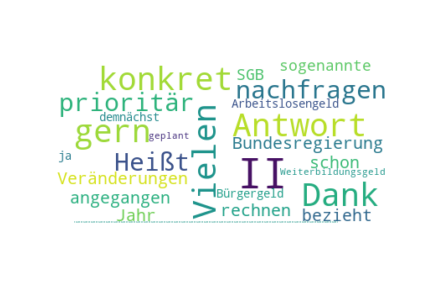 sogenannte
konkret SGB
nachfragen
prioritär Arbeitslosengeld
demnächst
gern geplant Antwort
Vielen
Bundesregierung
ja Heißt II schon
Veränderungen Weiterbildungsgeld
angegangen Bürgergeld Dank
Jahr rechnen bezieht